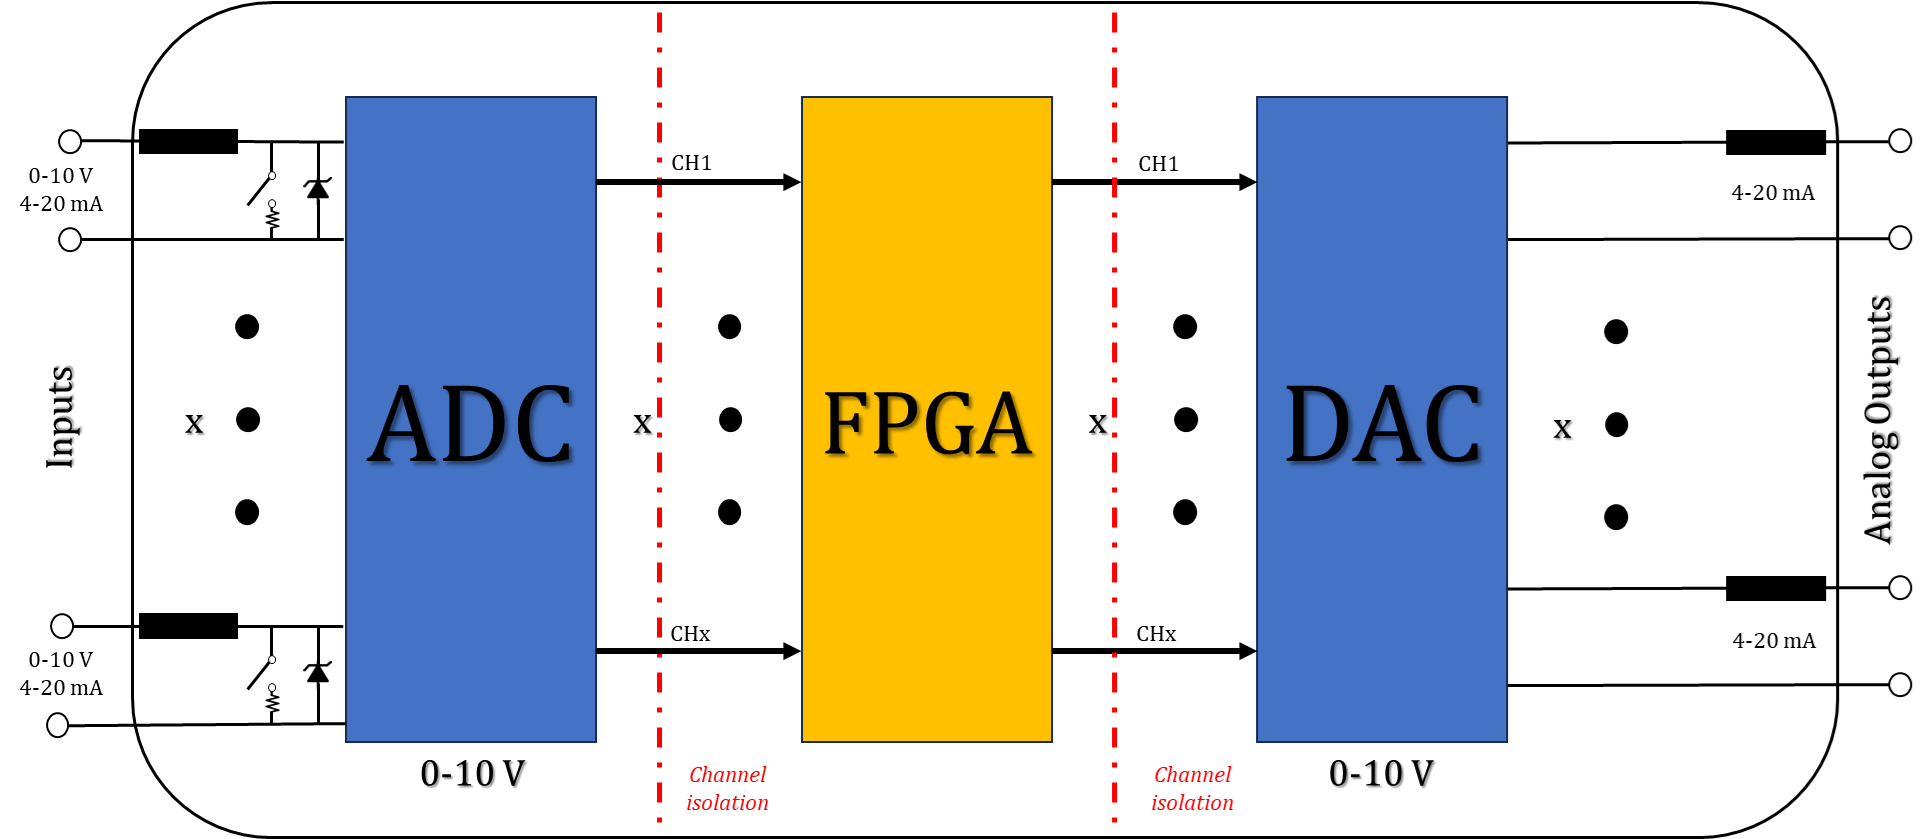 CH1
CH1
0-10 V
4-20 mA
4-20 mA
Inputs
x
ADC
x
FPGA
x
DAC
x
Analog Outputs
CHx
CHx
0-10 V
4-20 mA
4-20 mA
0-10 V
Channel
isolation
Channel
isolation
0-10 V